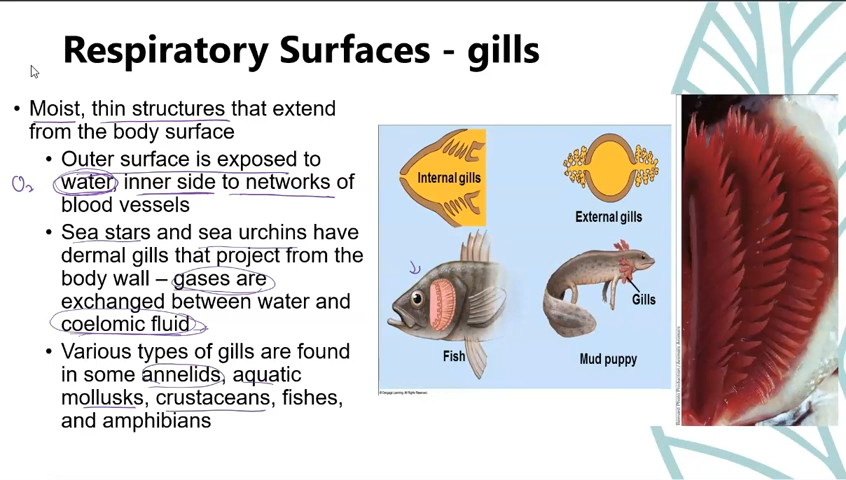 Respiratory Surfaces - gills
• Moist, thin structures that extend
from the body surface
• Outer surface is exposed to
O₂
water, inner side to networks of
blood vessels
• Sea stars and sea urchins have
dermal gills that project from the
body wall – gases are
exchanged between water and
coelomic fluid
• Various types of gills are found
in some annelids, aquatic
mollusks, crustaceans, fishes,
and amphibians
Internal gills
External gills
Gills
Fish
Mud puppy